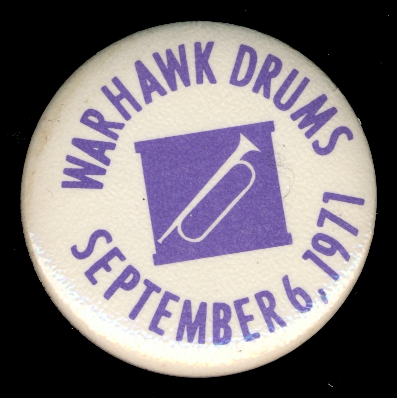 WARHAWK DRUMS
SEPTEMBER 6, 1971